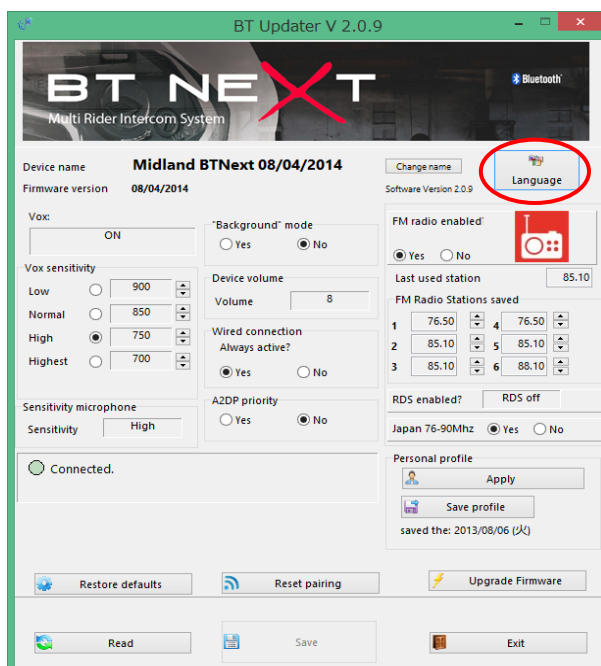 BT Updater V 2.0.9
BT NEXT
Multi Rider Intercom System
Bluetooth
Device name
Midland BTNext 08/04/2014
Change name
Language
Firmware version
08/04/2014
Software Version 2.0.9
Vox:
ON
Vox sensitivity
Low 900
Normal 850
High 750
Highest 700
Sensitivity microphone
Sensitivity High
"Background" mode
Yes No
Device volume
Volume 8
Wired connection
Always active?
Yes No
A2DP priority
Yes No
FM radio enabled
Yes No
Last used station 85.10
FM Radio Stations saved
1 76.50 4 76.50
2 85.10 5 85.10
3 85.10 6 88.10
RDS enabled? RDS off
Japan 76-90Mhz Yes No
Connected.
Personal profile
Apply
Save profile
saved the: 2013/08/06 (火)
Restore defaults
Reset pairing
Upgrade Firmware
Read
Save
Exit